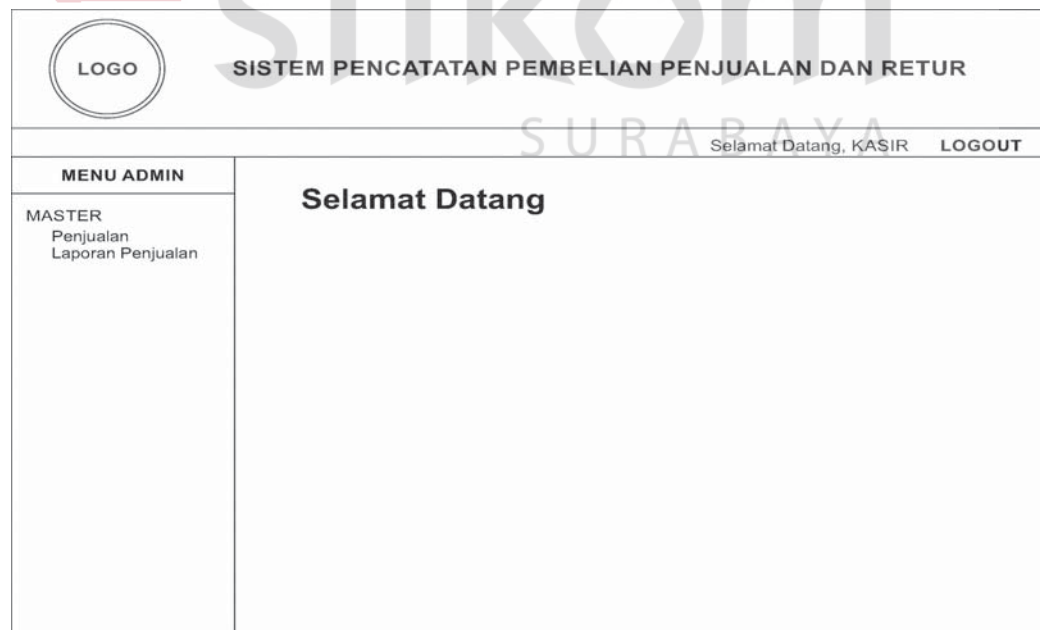 stikom
SURABAYA
LOGO
SISTEM PENCATATAN PEMBELIAN PENJUALAN DAN RETUR
Selamat Datang, KASIR LOGOUT
MENU ADMIN
Selamat Datang
MASTER
Penjualan
Laporan Penjualan